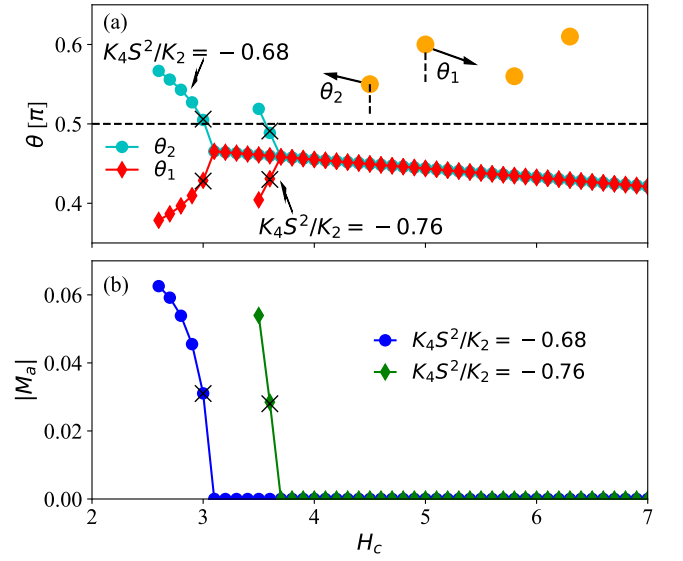 (a)
K₄S²/K₂ = −0.68
θ₁
θ₂
θ [π]
0.6
0.5
0.4
θ₂
θ₁
K₄S²/K₂ = −0.76
(b)
|Mₐ|
0.06
0.04
0.02
0.00
K₄S²/K₂ = −0.68
K₄S²/K₂ = −0.76
2 3 4 5 6 7
H_c